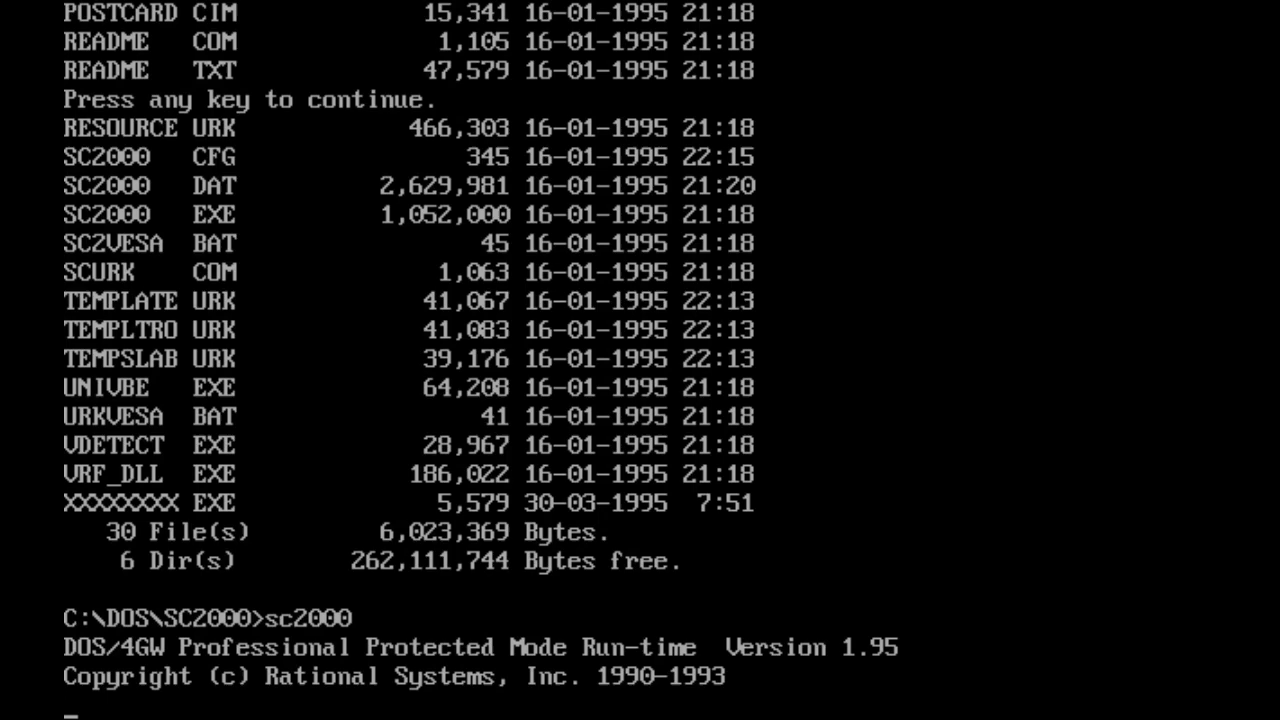 POSTCARD CIM 15,341 16-01-1995 21:18
README COM 1,105 16-01-1995 21:18
README TXT 47,579 16-01-1995 21:18
Press any key to continue.
RESOURCE URK 466,303 16-01-1995 21:18
SC2000 CFG 345 16-01-1995 22:15
SC2000 DAT 2,629,981 16-01-1995 21:20
SC2000 EXE 1,052,000 16-01-1995 21:18
SC2VESA BAT 45 16-01-1995 21:18
SCURK COM 1,063 16-01-1995 21:18
TEMPLATE URK 41,067 16-01-1995 22:13
TEMPLTRO URK 41,083 16-01-1995 22:13
TEMPSLAB URK 39,176 16-01-1995 22:13
UNIVBE EXE 64,208 16-01-1995 21:18
URKVESA BAT 41 16-01-1995 21:18
VDETECT EXE 28,967 16-01-1995 21:18
VRF_DLL EXE 186,022 16-01-1995 21:18
XXXXXXXX EXE 5,579 30-03-1995 7:51
30 File(s) 6,023,369 Bytes.
6 Dir(s) 262,111,744 Bytes free.
C:\DOS\SC2000>sc2000
DOS/4GW Professional Protected Mode Run-time Version 1.95
Copyright (c) Rational Systems, Inc. 1990-1993